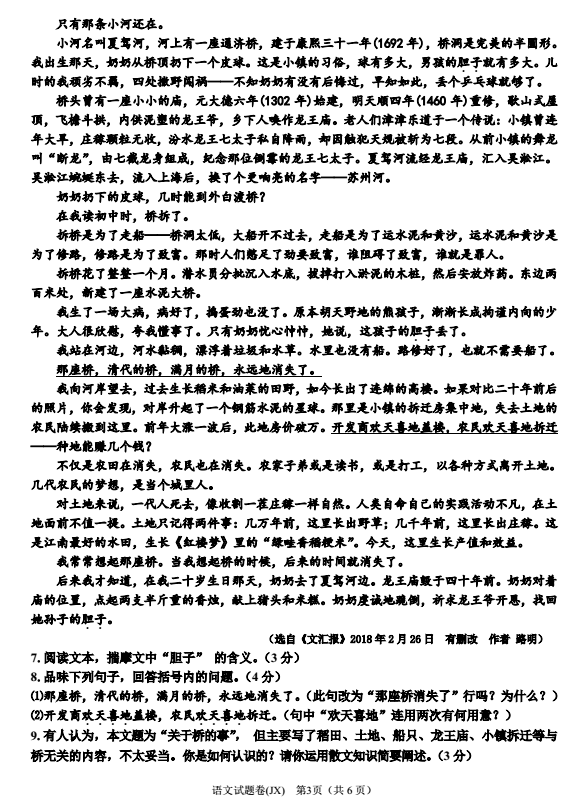 只有那条小河还在。
小河名叫夏驾河，河上有一座通济桥，建于康熙三十一年(1692 年)，桥洞是完美的半圆形。
我出生那天，奶奶从桥顶扔下一个皮球。这是小镇的习俗，球有多大，男孩的胆子就有多大。儿
时的我顽劣不羁，四处撒野闯祸——不知奶奶有没有后悔过，早知如此，丢个乒乓球就够了。
桥头曾有一座小小的庙，元大德六年(1302 年)始建，明天顺四年(1460 年)重修，歇山式屋
顶，飞檐斗拱，内供泥塑的龙王爷，乡下人唤作龙王庙。老人们津津乐道于一个传说：小镇曾连
年大旱，庄稼颗粒无收，汾水龙王七太子私自降雨，却因触犯天规被斩为七段。从前小镇的舞龙
叫“断龙”，由七截龙身组成，纪念那位倒霉的龙王七太子。夏驾河流经龙王庙，汇入吴淞江。
吴淞江蜿蜒东去，流入上海后，换了个更响亮的名字——苏州河。
奶奶扔下的皮球，几时能到外白渡桥？
在我读初中时，桥拆了。
拆桥是为了走船——桥洞太低，大船开不过去，走船是为了运水泥和黄沙，运水泥和黄沙是
为了修路，修路是为了致富。那时人们憋足了劲要致富，谁阻碍了致富，谁就是罪人。
拆桥花了整整一个月。潜水员分批沉入水底，拔掉打入淤泥的木桩，然后安放炸药。东边两
百米处，新建了一座水泥大桥。
我生了一场大病，病好了，捣蛋劲也没了。原本胡天野地的熊孩子，渐渐长成拘谨内向的少
年。大人很欣慰，夸我懂事了。只有奶奶忧心忡忡，她说，这孩子的胆子丢了。
我站在河边，河水黏稠，漂浮着垃圾和水草。水里也没有船。路修好了，也就不需要船了。
那座桥，清代的桥，满月的桥，永远地消失了。
我向河岸望去，过去生长稻米和油菜的田野，如今长出了连绵的高楼。如果对比二十年前后
的照片，你会发现，对岸升起了一个钢筋水泥的星球。那里是小镇的拆迁房集中地，失去土地的
农民陆续搬到这里。前年大涨一波后，此地房价破万。开发商欢天喜地盖楼，农民欢天喜地拆迁
——种地能赚几个钱？
不仅是农田在消失，农民也在消失。农家子弟或是读书，或是打工，以各种方式离开土地。
几代农民的梦想，是当个城里人。
对土地来说，一代人死去，像收割一茬庄稼一样自然。人类自命自己的实践活动不凡，在土
地面前不值一提。土地只记得两件事：几万年前，这里长出野草；几千年前，这里长出庄稼。这
是江南最好的水田，生长《红楼梦》里的“绿畦香稻粳米”。今天，这里生长产值和效益。
我常常想起那座桥。当我想起桥的时候，后来的时间就消失了。
后来我才知道，在我二十岁生日那天，奶奶去了夏驾河边。龙王庙毁于四十年前。奶奶对着
庙的位置，点起两支半斤重的香烛，献上猪头和米糕。奶奶虔诚地跪倒，祈求龙王爷开恩，找回
她孙子的胆子。
（选自《文汇报》2018 年 2 月 26 日　有删改　作者 路明）
7. 阅读文本，揣摩文中“胆子” 的含义。（3 分）
8. 品味下列句子，回答括号内的问题。（4 分）
⑴那座桥，清代的桥，满月的桥，永远地消失了。（此句改为“那座桥消失了”行吗？为什么？）
⑵开发商欢天喜地盖楼，农民欢天喜地拆迁。（句中“欢天喜地”连用两次有何用意？）
9. 有人认为，本文题为“关于桥的事”， 但主要写了稻田、土地、船只、龙王庙、小镇拆迁等与
桥无关的内容，不太妥当。你是如何认识的？请你运用散文知识简要阐述。（3 分）
语文试题卷(JX)　第3页（共 6 页）